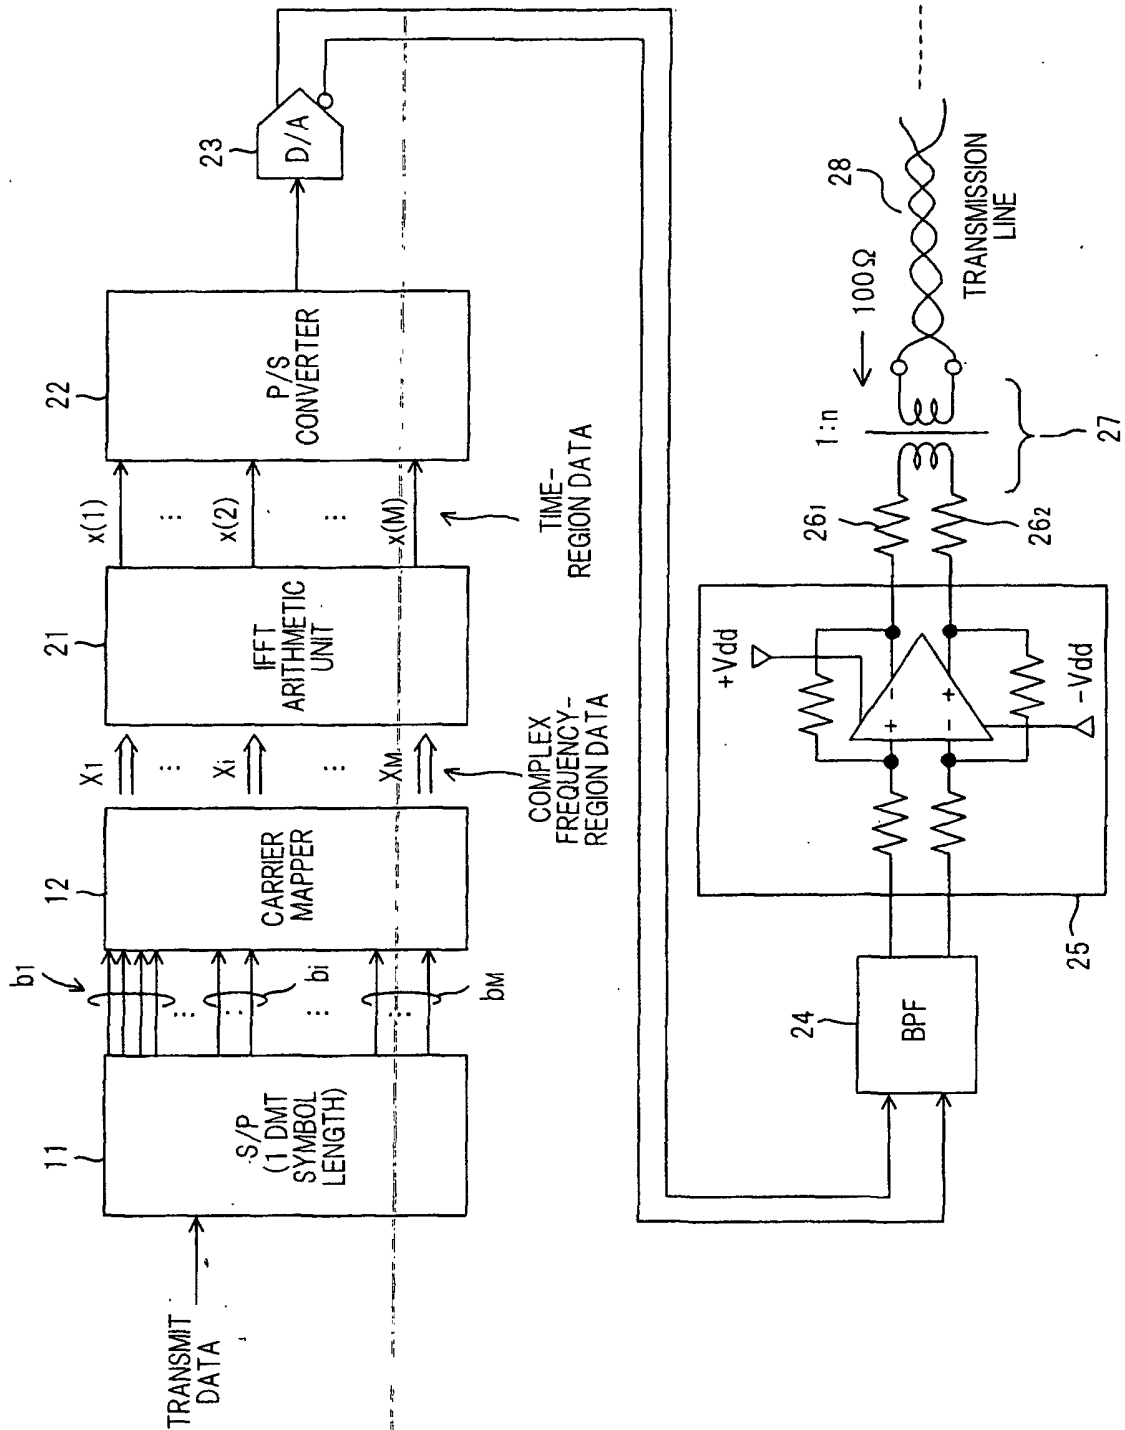 TRANSMIT
DATA
11
S/P
(1 DMT
SYMBOL
LENGTH)
b1
...
bi
..
...
bM
...
12
CARRIER
MAPPER
X1
...
Xi
...
XM
COMPLEX
FREQUENCY-
REGION DATA
21
IFFT
ARITHMETIC
UNIT
x(1)
...
x(2)
...
x(M)
TIME-
REGION DATA
22
P/S
CONVERTER
23
D/A
24
BPF
25
+Vdd
+ -
- +
-Vdd
261
262
1:n
27
100Ω
28
TRANSMISSION
LINE